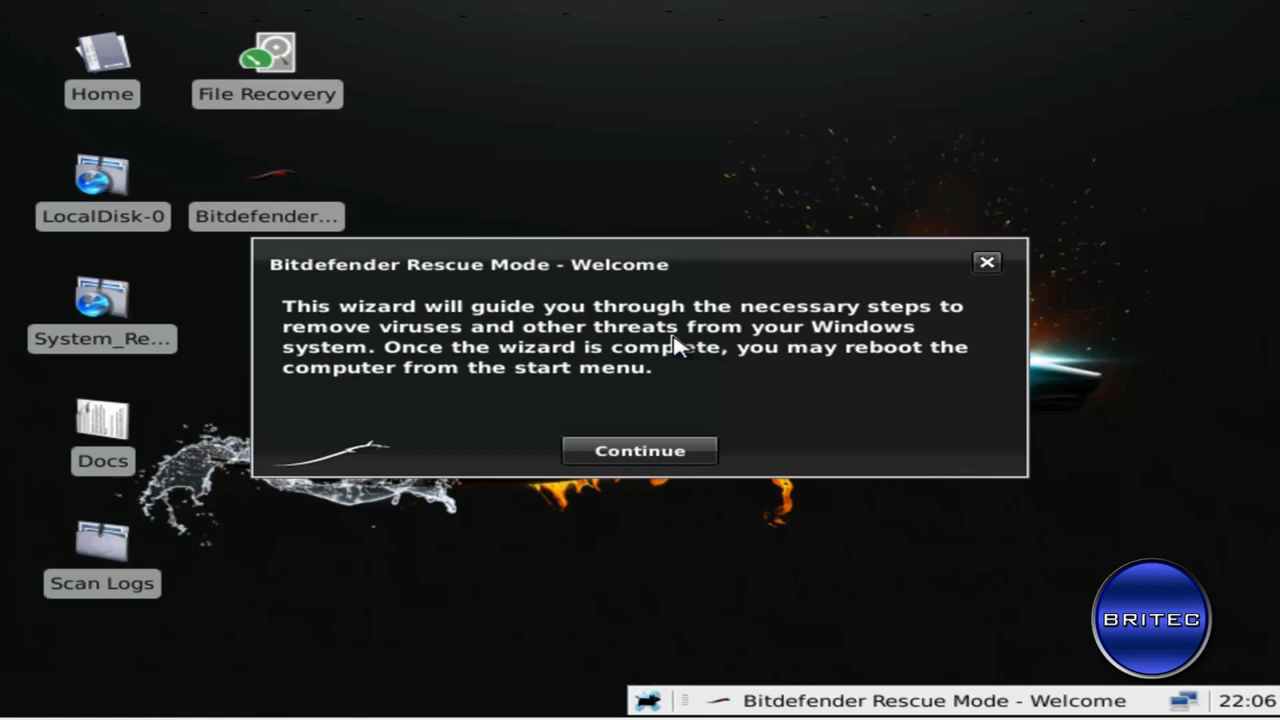 Home
File Recovery
LocalDisk-0
Bitdefender...
System_Re...
Docs
Scan Logs
Bitdefender Rescue Mode - Welcome
This wizard will guide you through the necessary steps to
remove viruses and other threats from your Windows
system. Once the wizard is complete, you may reboot the
computer from the start menu.
Continue
BRITEC
Bitdefender Rescue Mode - Welcome
22:06